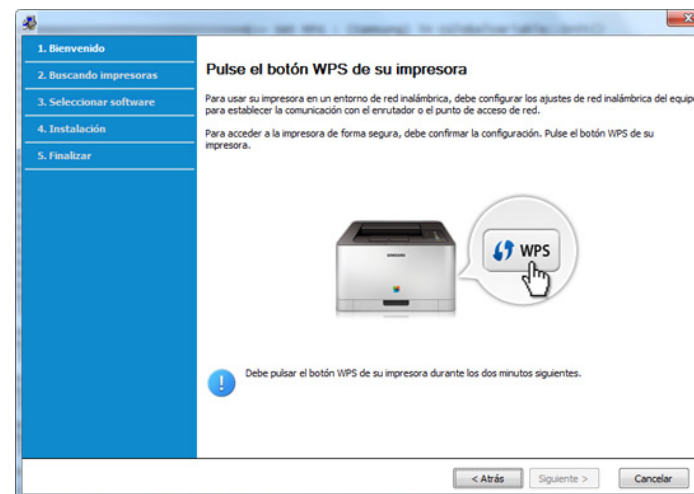 1. Bienvenido
2. Buscando impresoras
3. Seleccionar software
4. Instalación
5. Finalizar
Pulse el botón WPS de su impresora
Para usar su impresora en un entorno de red inalámbrica, debe configurar los ajustes de red inalámbrica del equipo
para establecer la comunicación con el enrutador o el punto de acceso de red.
Para acceder a la impresora de forma segura, debe confirmar la configuración. Pulse el botón WPS de su
impresora.
SAMSUNG
WPS
Debe pulsar el botón WPS de su impresora durante los dos minutos siguientes.
< Atrás
Siguiente >
Cancelar